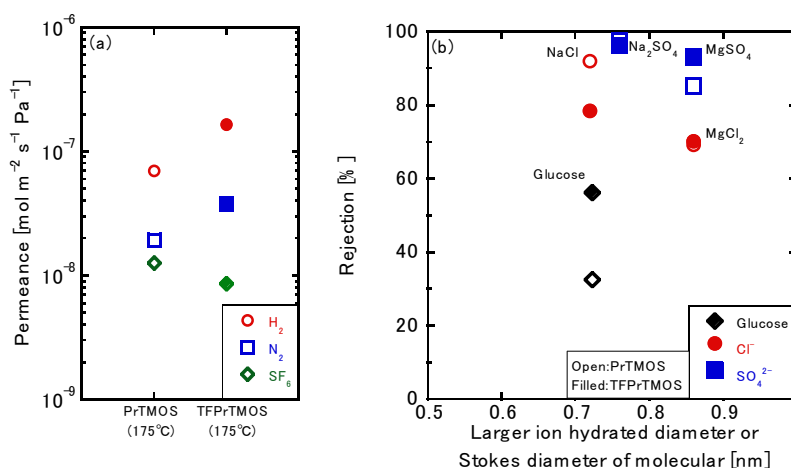 (a)
Permeance [mol m⁻² s⁻¹ Pa⁻¹]
10⁻⁶
10⁻⁷
10⁻⁸
10⁻⁹
H₂
N₂
SF₆
PrTMOS
(175℃)
TFPrTMOS
(175℃)
(b)
Rejection [%]
100
80
60
40
20
0
NaCl
Na₂SO₄
MgSO₄
MgCl₂
Glucose
Open:PrTMOS
Filled:TFPrTMOS
Glucose
Cl⁻
SO₄²⁻
0.5 0.6 0.7 0.8 0.9
Larger ion hydrated diameter or
Stokes diameter of molecular [nm]